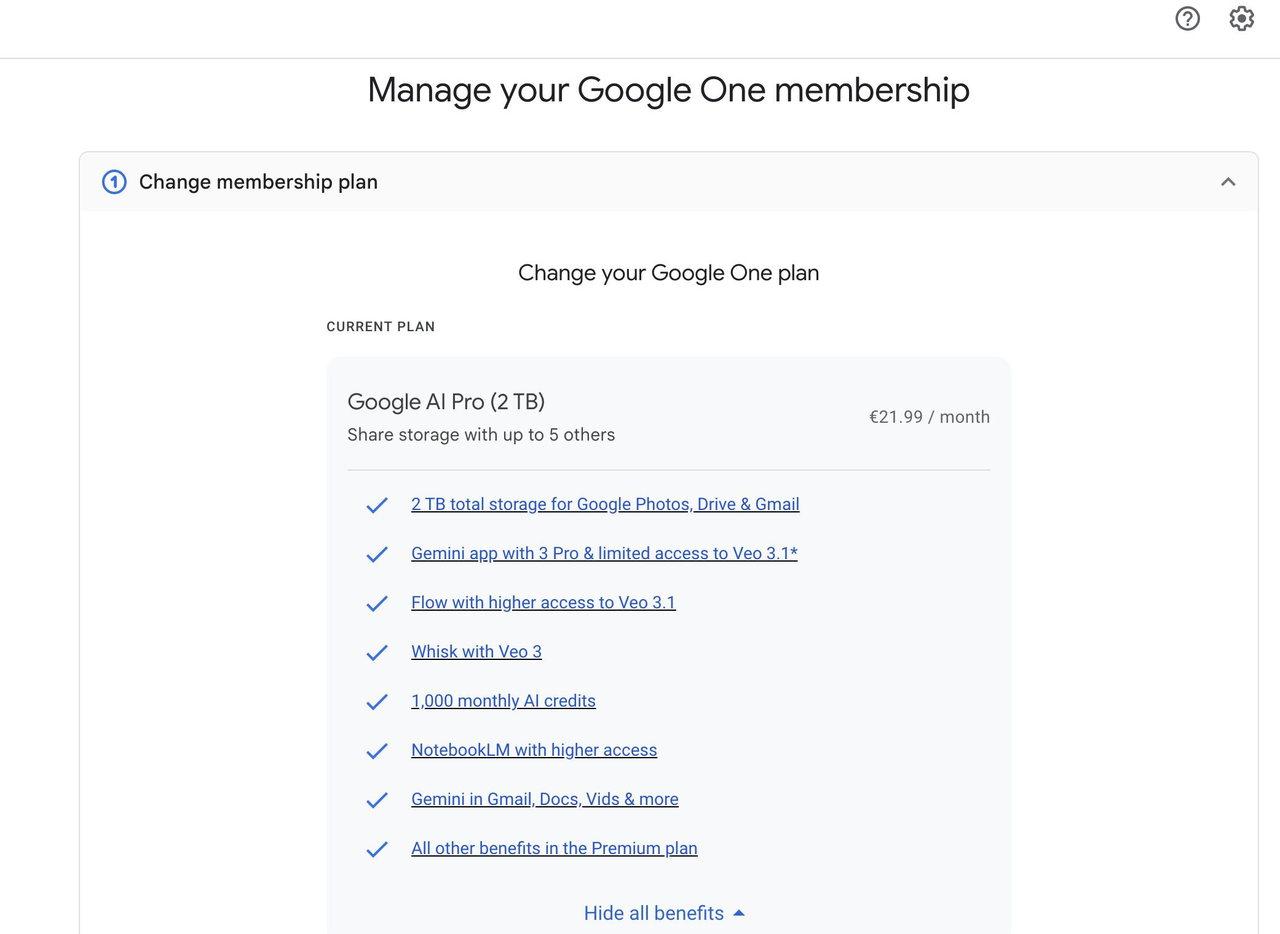 Manage your Google One membership
1 Change membership plan
Change your Google One plan
CURRENT PLAN
Google AI Pro (2 TB)
€21.99 / month
Share storage with up to 5 others
2 TB total storage for Google Photos, Drive & Gmail
Gemini app with 3 Pro & limited access to Veo 3.1*
Flow with higher access to Veo 3.1
Whisk with Veo 3
1,000 monthly AI credits
NotebookLM with higher access
Gemini in Gmail, Docs, Vids & more
All other benefits in the Premium plan
Hide all benefits